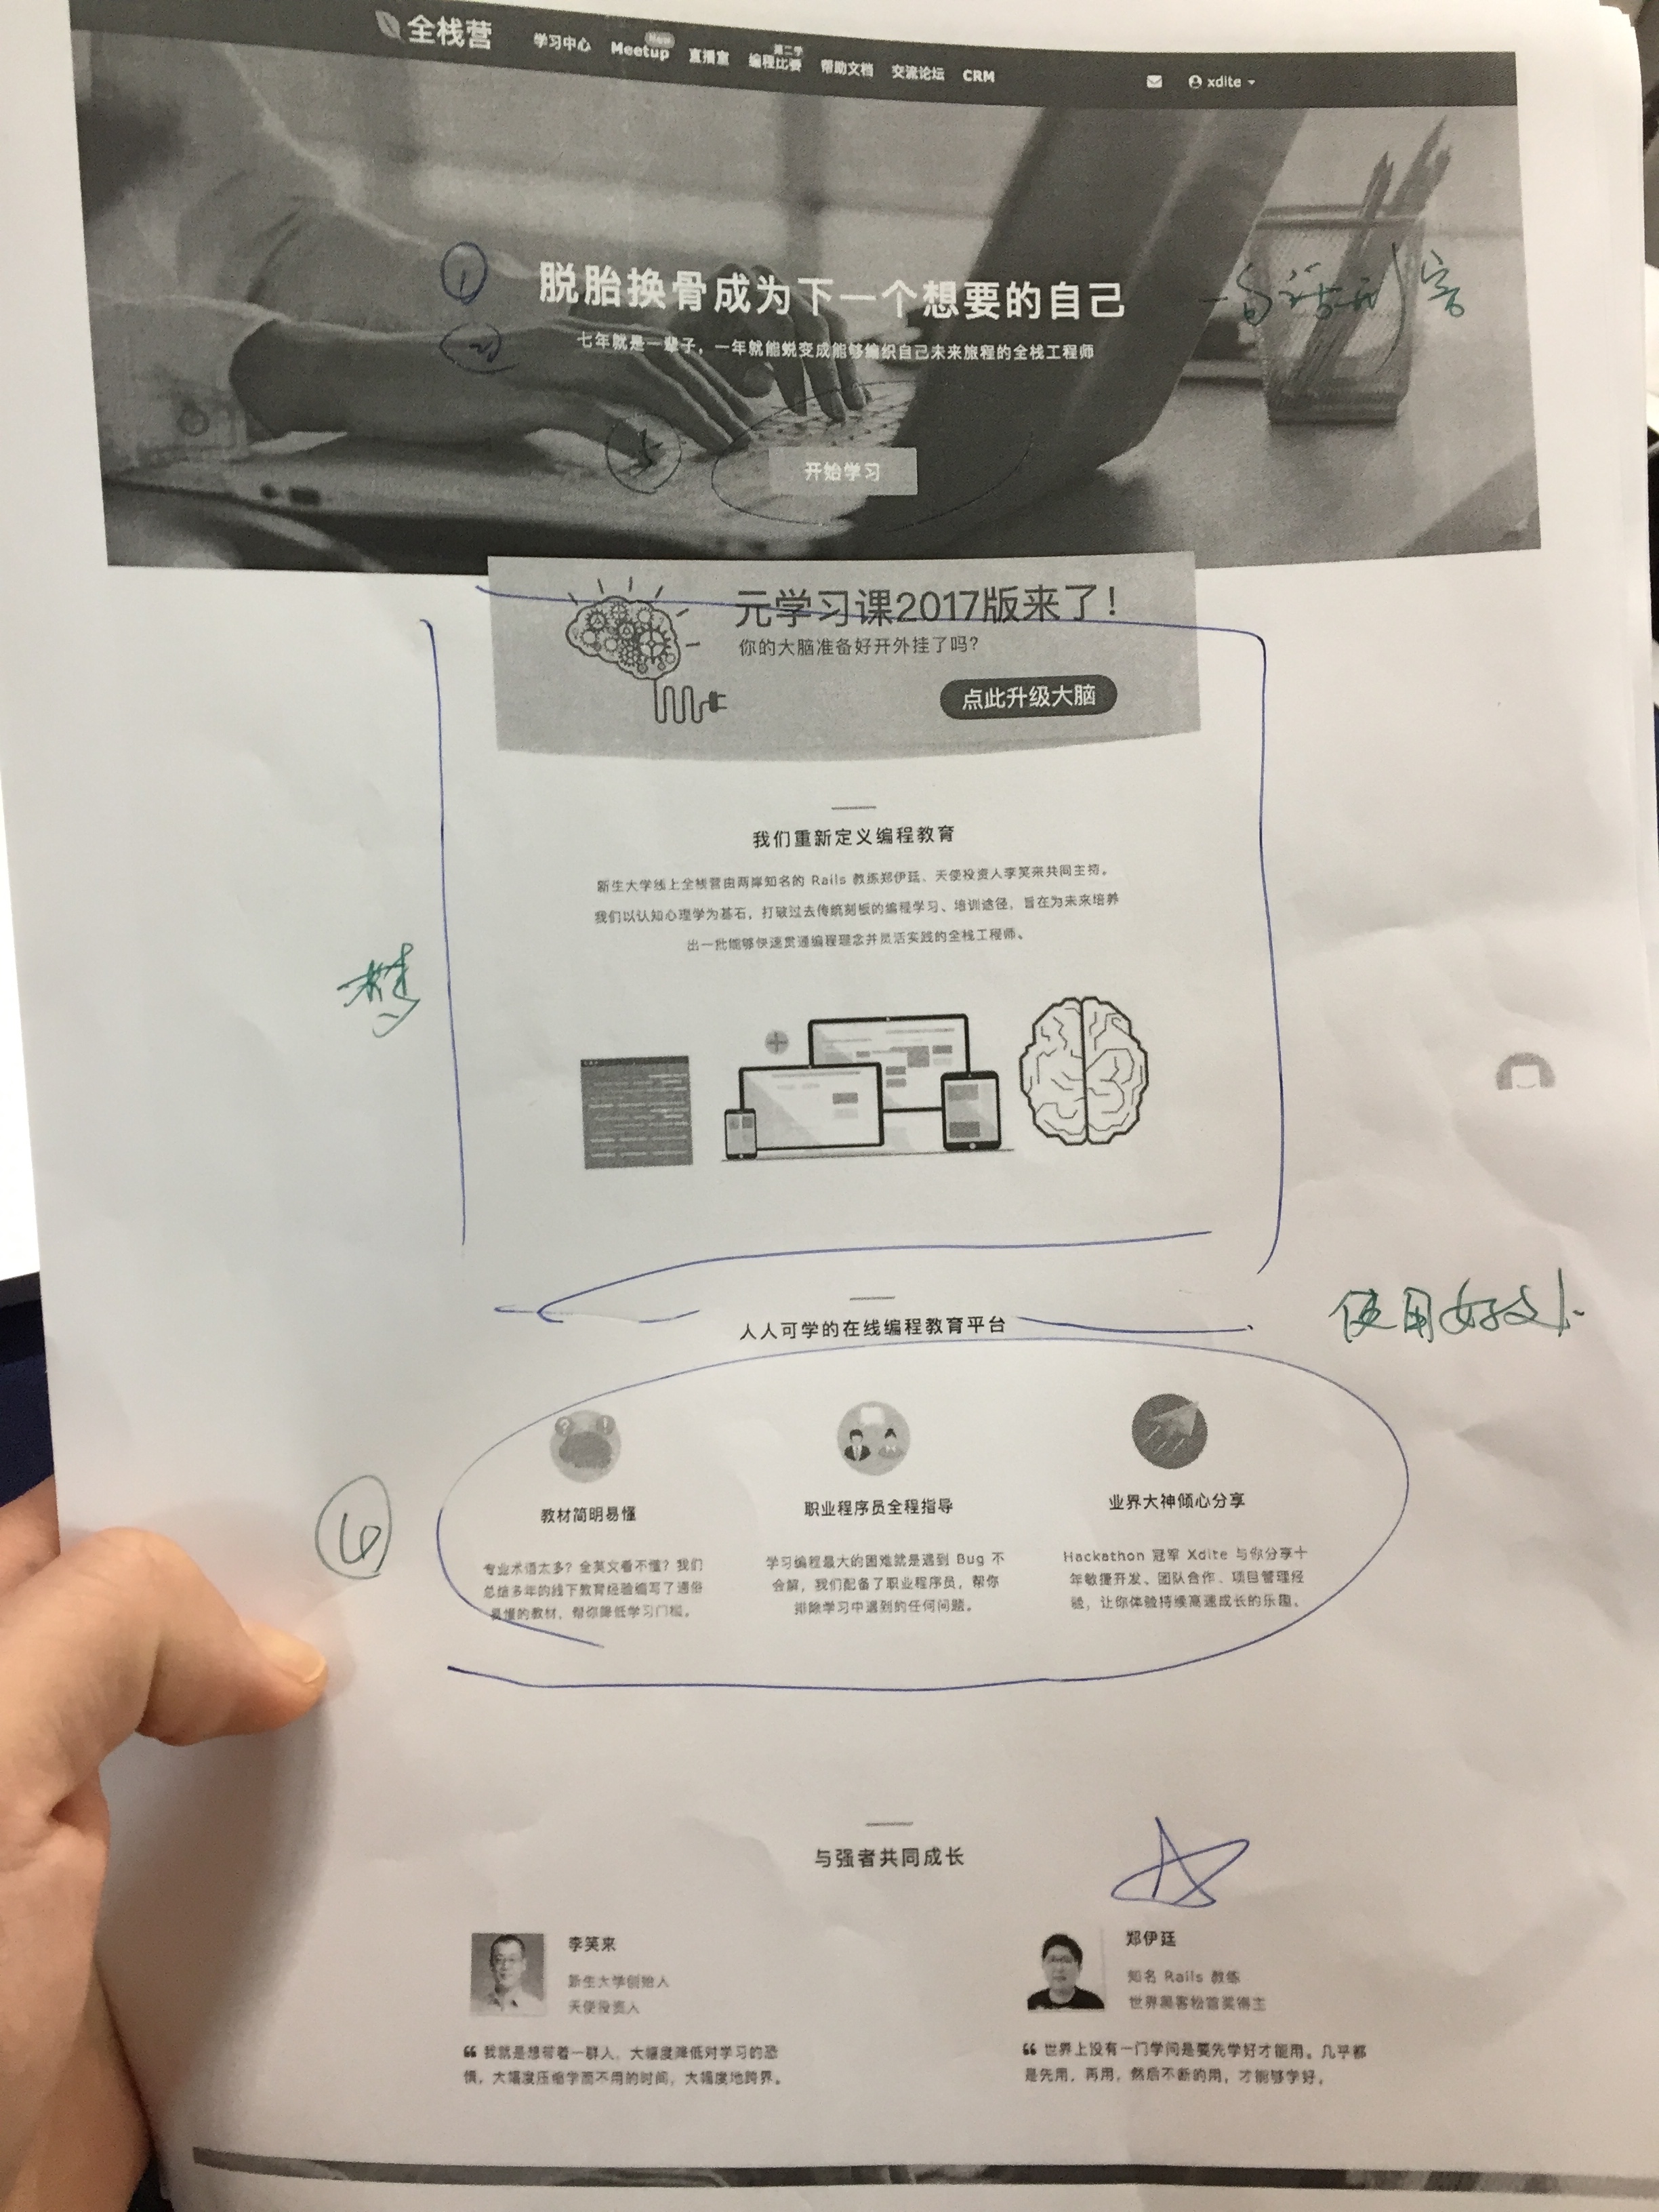 全栈营 学习中心 Meetup New 直播室 编程比赛 第二季 帮助文档 交流论坛 CRM xdite
①
脱胎换骨成为下一个想要的自己
七年就是一辈子，一年就能蜕变成能够编织自己未来旅程的全栈工程师
开始学习
元学习课2017版来了！
你的大脑准备好开外挂了吗？
点此升级大脑
我们重新定义编程教育
新生大学线上全栈营由两岸知名的 Rails 教练郑伊廷、天使投资人李笑来共同主持。
我们以认知心理学为基石，打破过去传统刻板的编程学习、培训途径，旨在为未来培养
出一批能够快速贯通编程理念并灵活实践的全栈工程师。
使用好处
人人可学的在线编程教育平台
教材简明易懂
专业术语太多？全英文看不懂？我们
总结多年的线下教育经验编写了通俗
易懂的教材，帮你降低学习门槛。
职业程序员全程指导
学习编程最大的困难就是遇到 Bug 不
会解，我们配备了职业程序员，帮你
排除学习中遇到的任何问题。
业界大神倾心分享
Hackathon 冠军 Xdite 与你分享十
年敏捷开发、团队合作、项目管理经
验，让你体验持续高速成长的乐趣。
与强者共同成长
李笑来
新生大学创始人
天使投资人
“ 我就是想带着一群人，大幅度降低对学习的恐
惧，大幅度压缩学而不用的时间，大幅度地跨界。
郑伊廷
知名 Rails 教练
世界黑客松首奖得主
“ 世界上没有一门学问是要先学好才能用。几乎都
是先用，再用，然后不断的用，才能够学好。